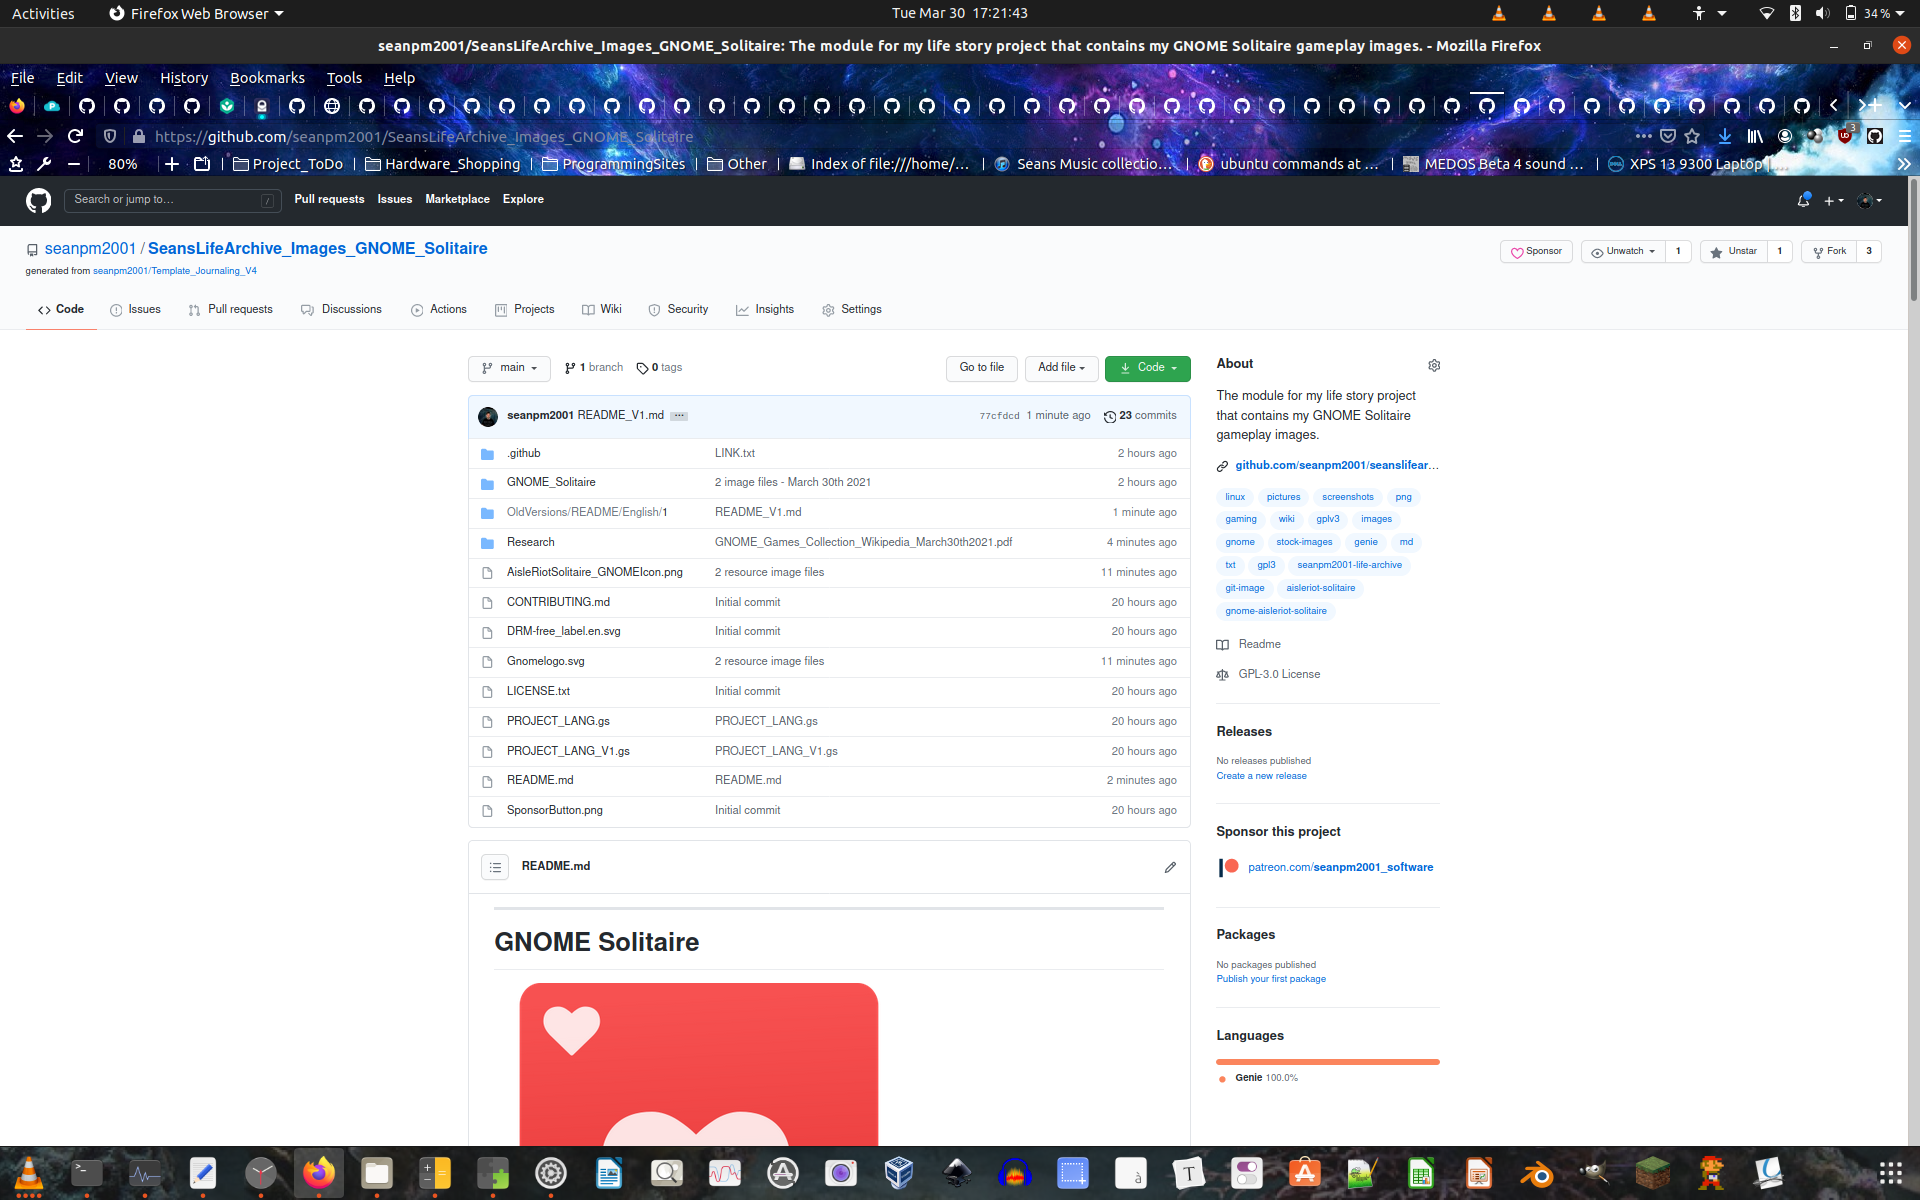 Activities Firefox Web Browser Tue Mar 30 17:21:43 34 %
seanpm2001/SeansLifeArchive_Images_GNOME_Solitaire: The module for my life story project that contains my GNOME Solitaire gameplay images. - Mozilla Firefox
File Edit View History Bookmarks Tools Help
https://github.com/seanpm2001/SeansLifeArchive_Images_GNOME_Solitaire 3
80% Project_ToDo Hardware_Shopping ProgrammingSites Other Index of file:///home/… Seans Music collectio… ubuntu commands at … MEDOS Beta 4 sound … XPS 13 9300 Laptop
Search or jump to… / Pull requests Issues Marketplace Explore
seanpm2001 / SeansLifeArchive_Images_GNOME_Solitaire Sponsor Unwatch 1 Unstar 1 Fork 3
generated from seanpm2001/Template_Journaling_V4
Code Issues Pull requests Discussions Actions Projects Wiki Security Insights Settings
main 1 branch 0 tags Go to file Add file Code
seanpm2001 README_V1.md ... 77cfdcd 1 minute ago 23 commits
.github LINK.txt 2 hours ago
GNOME_Solitaire 2 image files - March 30th 2021 2 hours ago
OldVersions/README/English/1 README_V1.md 1 minute ago
Research GNOME_Games_Collection_Wikipedia_March30th2021.pdf 4 minutes ago
AisleRiotSolitaire_GNOMEIcon.png 2 resource image files 11 minutes ago
CONTRIBUTING.md Initial commit 20 hours ago
DRM-free_label.en.svg Initial commit 20 hours ago
Gnomelogo.svg 2 resource image files 11 minutes ago
LICENSE.txt Initial commit 20 hours ago
PROJECT_LANG.gs PROJECT_LANG.gs 20 hours ago
PROJECT_LANG_V1.gs PROJECT_LANG_V1.gs 20 hours ago
README.md README.md 2 minutes ago
SponsorButton.png Initial commit 20 hours ago
README.md
GNOME Solitaire
About
The module for my life story project
that contains my GNOME Solitaire
gameplay images.
github.com/seanpm2001/seanslifear…
linux pictures screenshots png
gaming wiki gplv3 images
gnome stock-images genie md
txt gpl3 seanpm2001-life-archive
git-image aisleriot-solitaire
gnome-aisleriot-solitaire
Readme
GPL-3.0 License
Releases
No releases published
Create a new release
Sponsor this project
patreon.com/seanpm2001_software
Packages
No packages published
Publish your first package
Languages
Genie 100.0%